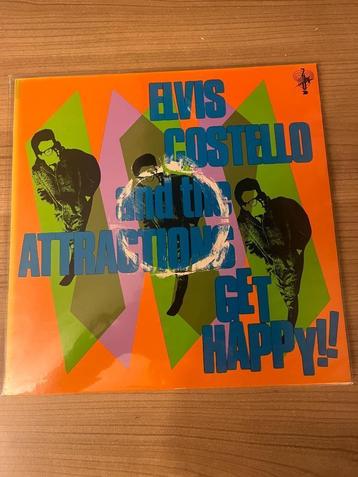 ELVIS
COSTELLO
and the
ATTRACTIONS
GET
HAPPY!!